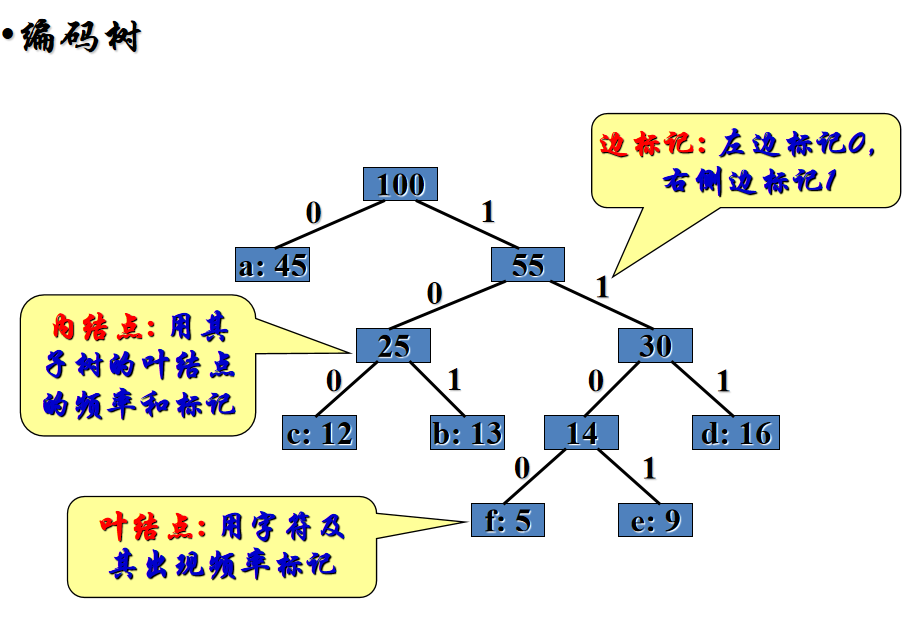 •编码树
边标记：左边标记0，
右侧边标记1
100
0
1
a: 45
55
0
1
内结点：用其
子树的叶结点
的频率和标记
25
30
0
1
0
1
c: 12
b: 13
14
d: 16
0
1
叶结点：用字符及
其出现频率标记
f: 5
e: 9